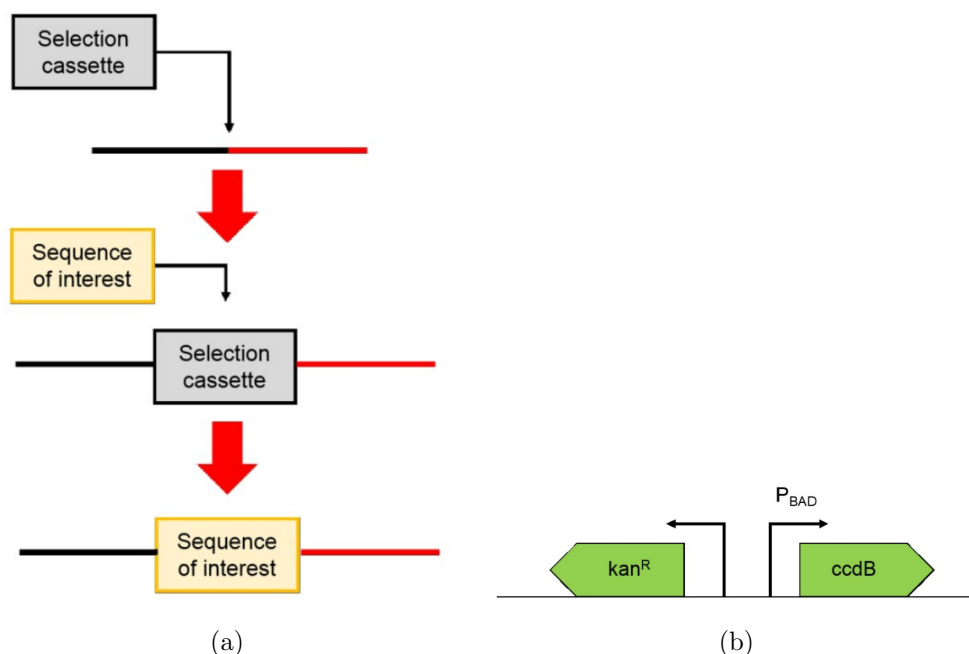 Selection
cassette
Sequence
of interest
Selection
cassette
Sequence
of interest
(a)
P_BAD
kan^R
ccdB
(b)